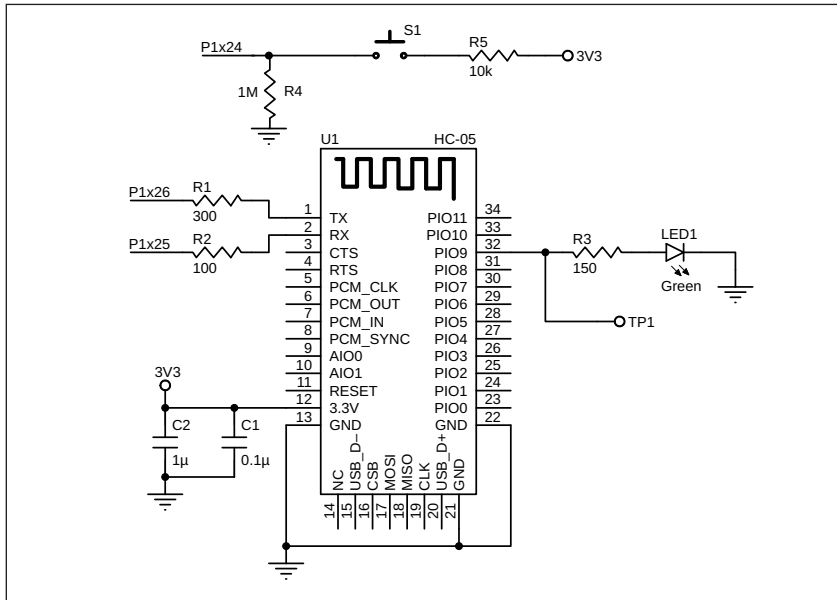 S1
P1x24
R5
3V3
10k
1M
R4
U1
HC-05
P1x26
R1
300
P1x25
R2
100
1 TX
2 RX
3 CTS
4 RTS
5 PCM_CLK
6 PCM_OUT
7 PCM_IN
8 PCM_SYNC
9 AIO0
10 AIO1
11 RESET
12 3.3V
13 GND
PIO11 34
PIO10 33
PIO9 32
PIO8 31
PIO7 30
PIO6 29
PIO5 28
PIO4 27
PIO3 26
PIO2 25
PIO1 24
PIO0 23
GND 22
R3
150
LED1
Green
TP1
3V3
C2
1µ
C1
0.1µ
NC 14
USB_D– 15
CSB 16
MOSI 17
MISO 18
CLK 19
USB_D+ 20
GND 21